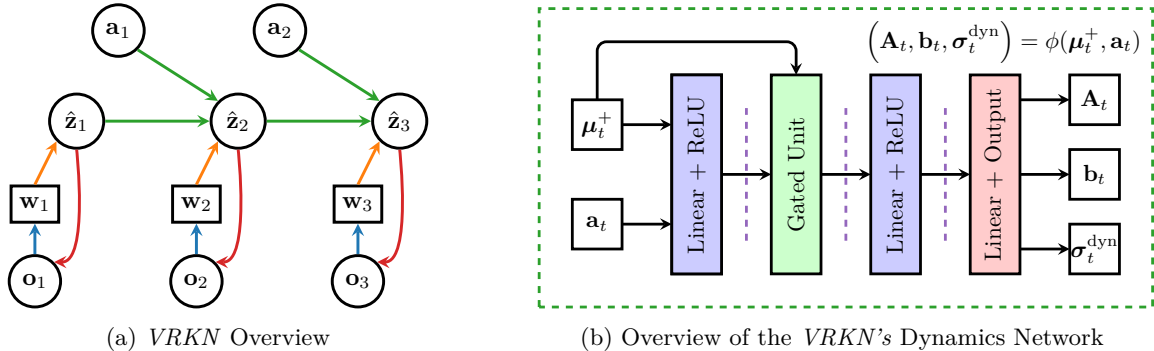 a₁
a₂
ẑ₁
ẑ₂
ẑ₃
w₁
w₂
w₃
o₁
o₂
o₃
(a) VRKN Overview
(Aₜ, bₜ, σₜ^dyn) = ϕ(μₜ⁺, aₜ)
μₜ⁺
aₜ
Linear + ReLU
Gated Unit
Linear + ReLU
Linear + Output
Aₜ
bₜ
σₜ^dyn
(b) Overview of the VRKN's Dynamics Network